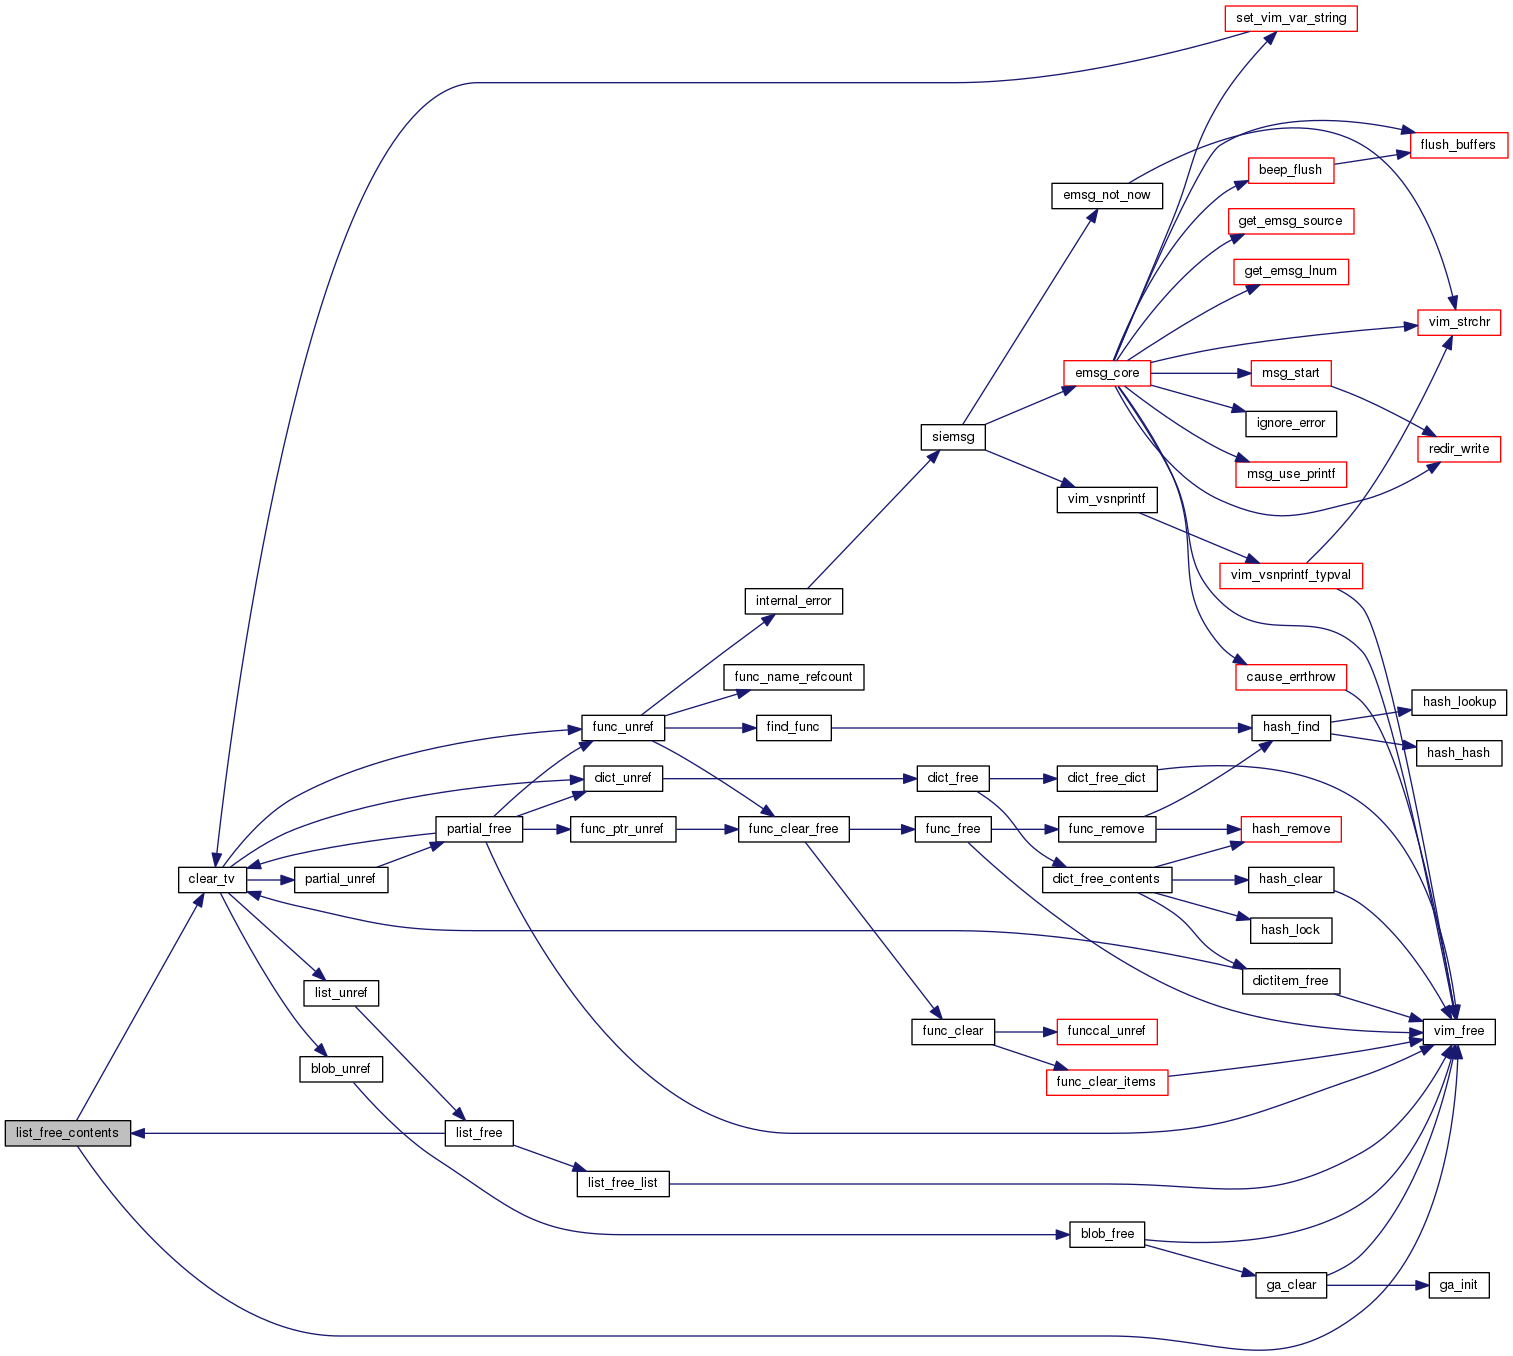 set_vim_var_string
flush_buffers
beep_flush
emsg_not_now
get_emsg_source
get_emsg_lnum
vim_strchr
emsg_core
msg_start
ignore_error
siemsg
redir_write
msg_use_printf
vim_vsnprintf
vim_vsnprintf_typval
internal_error
func_name_refcount
cause_errthrow
hash_lookup
func_unref
find_func
hash_find
hash_hash
dict_unref
dict_free
dict_free_dict
partial_free
func_ptr_unref
func_clear_free
func_free
func_remove
hash_remove
clear_tv
partial_unref
dict_free_contents
hash_clear
hash_lock
list_unref
dictitem_free
func_clear
funccal_unref
vim_free
blob_unref
func_clear_items
list_free_contents
list_free
list_free_list
blob_free
ga_clear
ga_init